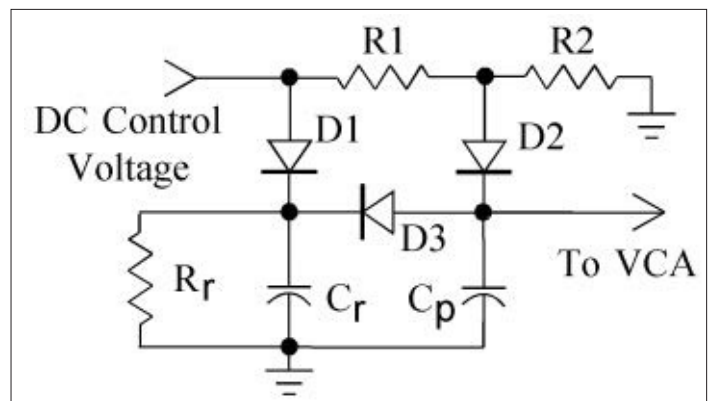 R1
R2
DC Control
Voltage
D1
D2
D3
To VCA
Rr
Cr
Cp